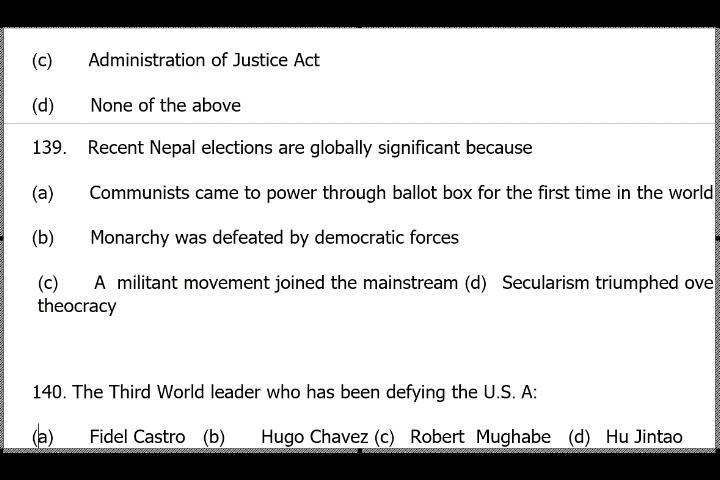 (c) Administration of Justice Act
(d) None of the above
139. Recent Nepal elections are globally significant because
(a) Communists came to power through ballot box for the first time in the world
(b) Monarchy was defeated by democratic forces
(c) A militant movement joined the mainstream (d) Secularism triumphed ove
theocracy
140. The Third World leader who has been defying the U.S. A:
(a) Fidel Castro (b) Hugo Chavez (c) Robert Mughabe (d) Hu Jintao